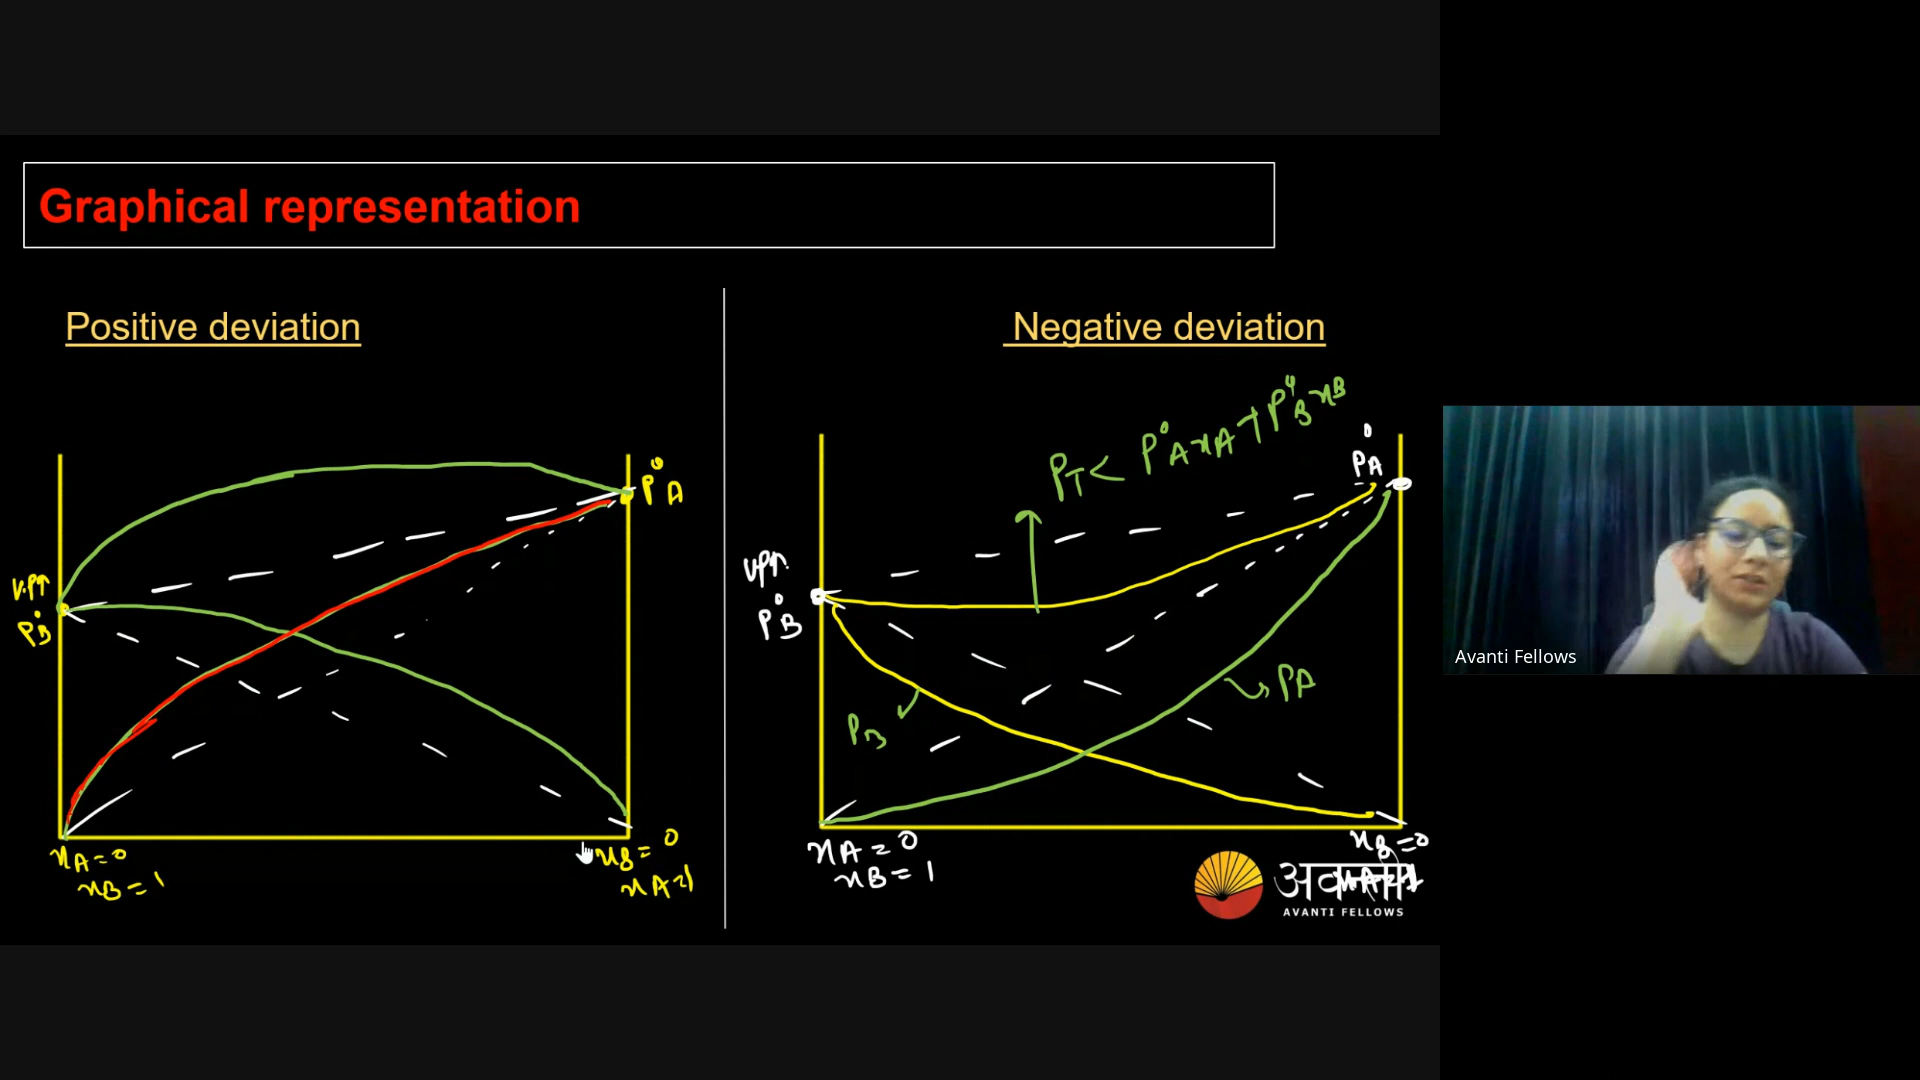 Graphical representation
Positive deviation
P°A
V.P↑
P°B
xA=0
xB=1
xB=0
xA=1
Negative deviation
PT< P°AxA+P°BxB
P°A
V.P↑
P°B
PB
PA
xA=0
xB=1
xB=0
AVANTI FELLOWS
Avanti Fellows